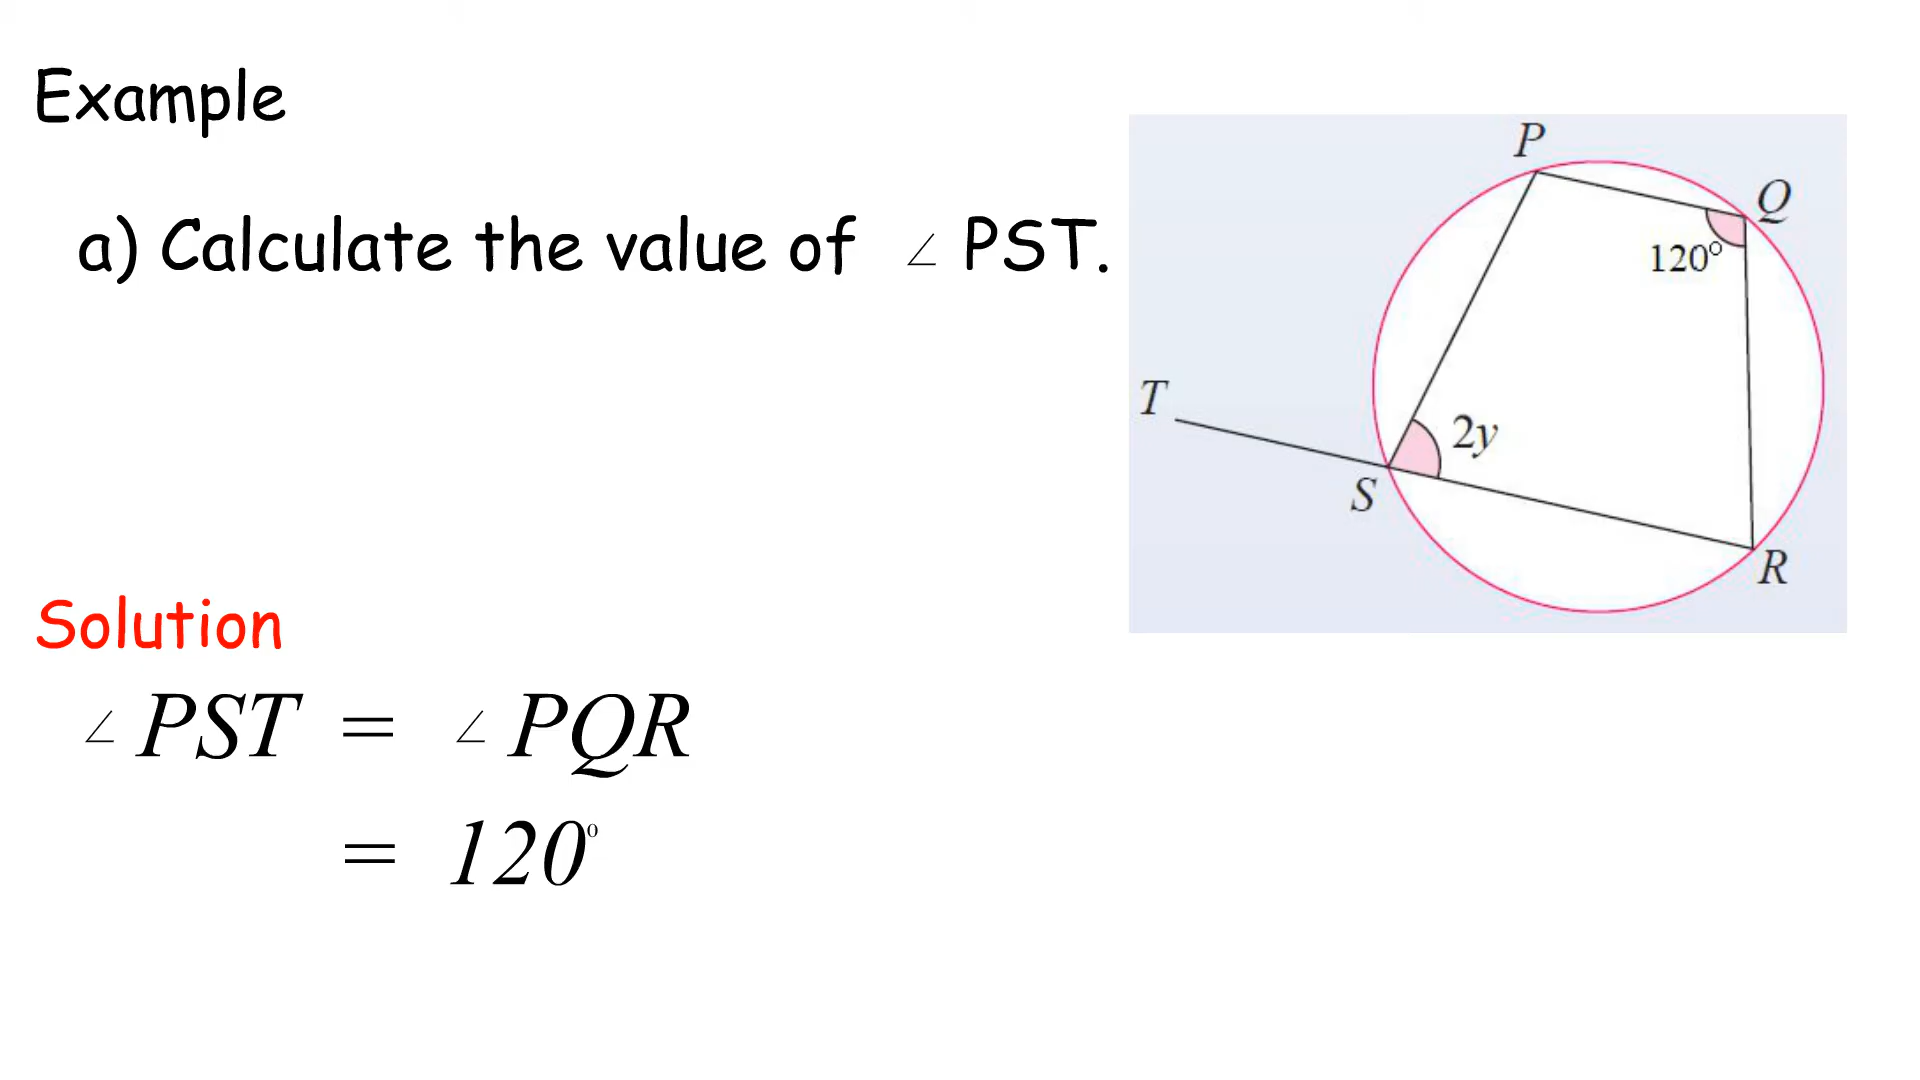 Example
a) Calculate the value of ∠ PST.
P
Q
120°
T
2y
S
R
Solution
∠ PST = ∠ PQR
= 120°